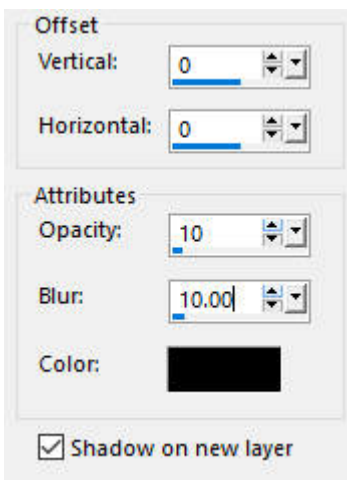 Offset
Vertical: 0
Horizontal: 0
Attributes
Opacity: 10
Blur: 10.00
Color:
Shadow on new layer